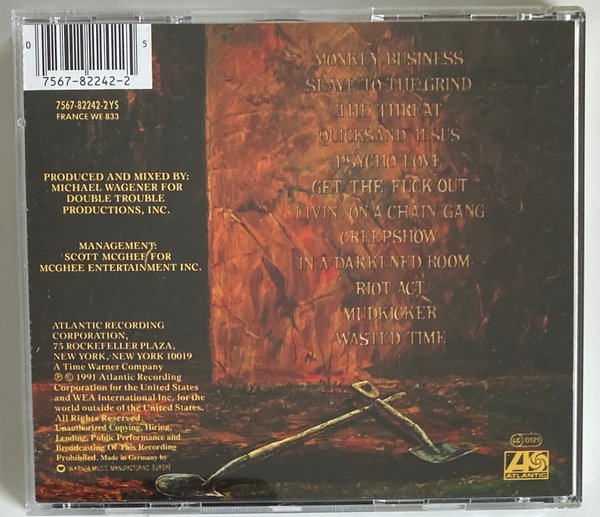 0
5
7567-82242-2
7567-82242-2YS
FRANCE WE 833
MONKEY BUSINESS
SLAVE TO THE GRIND
THE THREAT
QUICKSAND JESUS
PSYCHO LOVE
GET THE FUCK OUT
LIVIN' ON A CHAIN GANG
CREEPSHOW
IN A DARKENED ROOM
RIOT ACT
MUDKICKER
WASTED TIME
PRODUCED AND MIXED BY:
MICHAEL WAGENER FOR
DOUBLE TROUBLE
PRODUCTIONS, INC.
MANAGEMENT:
SCOTT MCGHEE FOR
MCGHEE ENTERTAINMENT INC.
ATLANTIC RECORDING
CORPORATION,
75 ROCKEFELLER PLAZA,
NEW YORK, NEW YORK 10019
A Time Warner Company
℗ © 1991 Atlantic Recording
Corporation for the United States
and WEA International Inc. for the
world outside of the United States.
All Rights Reserved.
Unauthorized Copying, Hiring,
Lending, Public Performance and
Broadcasting Of This Recording
Prohibited. Made in Germany by
WARNER MUSIC MANUFACTURING EUROPE
LC 0121
ATLANTIC